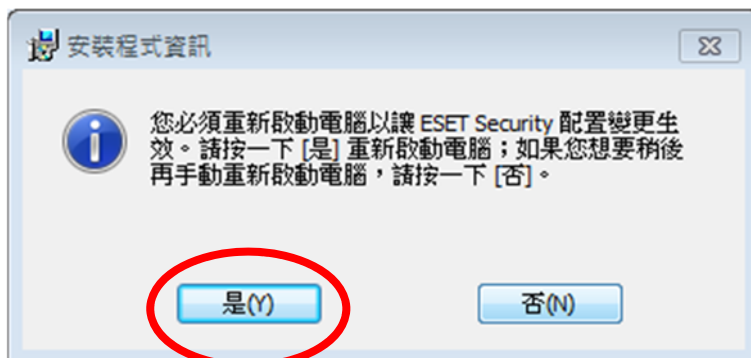 安裝程式資訊
您必須重新啟動電腦以讓 ESET Security 配置變更生
效。請按一下 [是] 重新啟動電腦；如果您想要稍後
再手動重新啟動電腦，請按一下 [否]。
是(Y)
否(N)